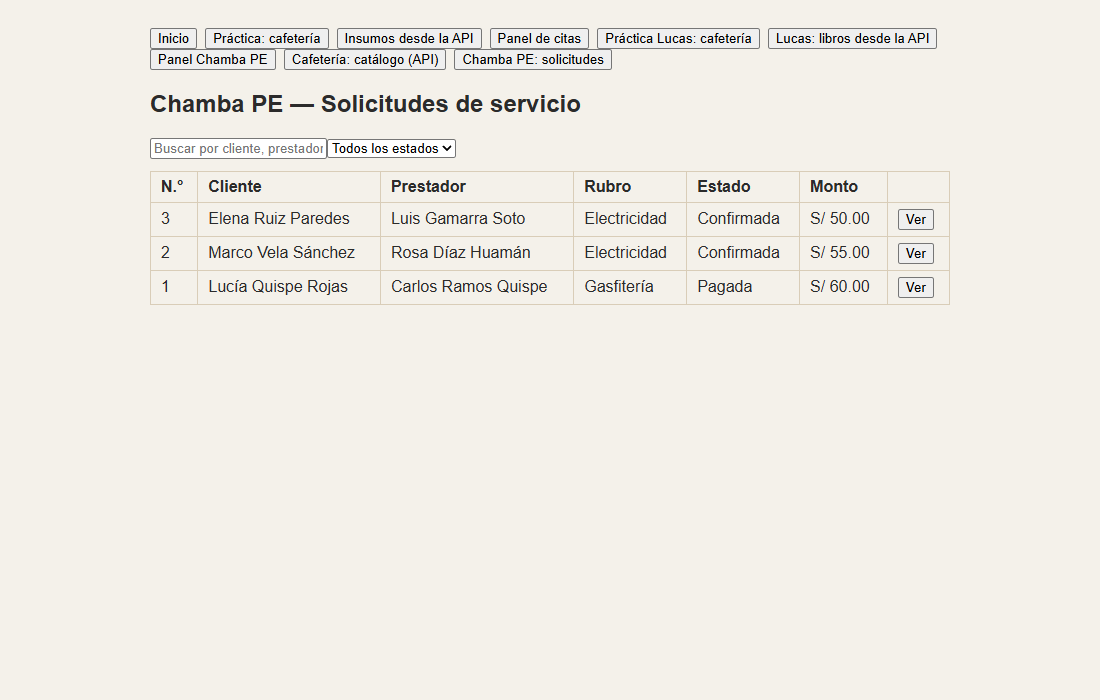 Inicio Práctica: cafetería Insumos desde la API Panel de citas Práctica Lucas: cafetería Lucas: libros desde la API
Panel Chamba PE Cafetería: catálogo (API) Chamba PE: solicitudes
Chamba PE — Solicitudes de servicio
Buscar por cliente, prestador Todos los estados
N.° Cliente Prestador Rubro Estado Monto
3 Elena Ruiz Paredes Luis Gamarra Soto Electricidad Confirmada S/ 50.00 Ver
2 Marco Vela Sánchez Rosa Díaz Huamán Electricidad Confirmada S/ 55.00 Ver
1 Lucía Quispe Rojas Carlos Ramos Quispe Gasfitería Pagada S/ 60.00 Ver